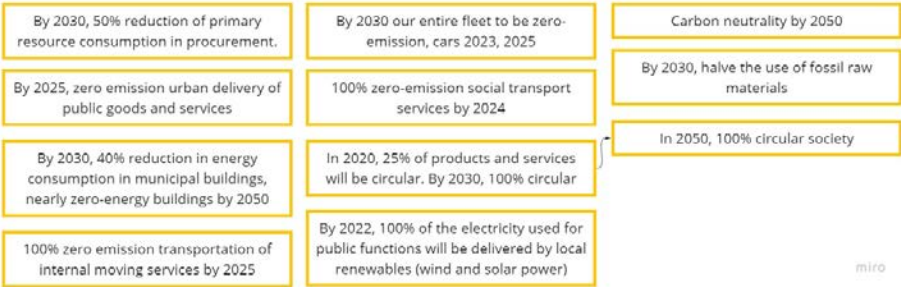 By 2030, 50% reduction of primary
resource consumption in procurement.
By 2025, zero emission urban delivery of
public goods and services
By 2030, 40% reduction in energy
consumption in municipal buildings,
nearly zero-energy buildings by 2050
100% zero emission transportation of
internal moving services by 2025
By 2030 our entire fleet to be zero-
emission, cars 2023, 2025
100% zero-emission social transport
services by 2024
In 2020, 25% of products and services
will be circular. By 2030, 100% circular
By 2022, 100% of the electricity used for
public functions will be delivered by local
renewables (wind and solar power)
Carbon neutrality by 2050
By 2030, halve the use of fossil raw
materials
In 2050, 100% circular society
miro